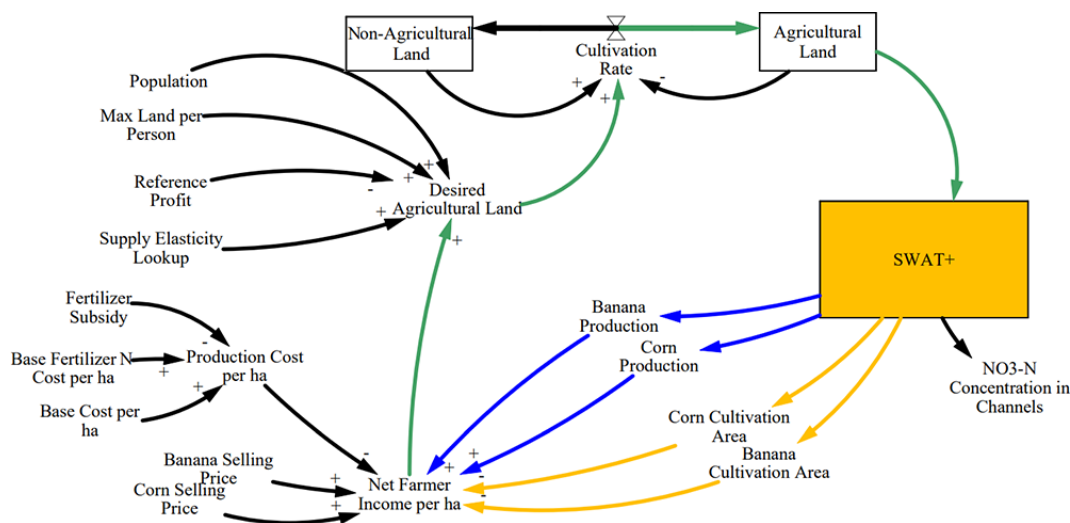 Non-Agricultural
Land
Cultivation
Rate
Agricultural
Land
+
+
-
Population
Max Land per
Person
Reference
Profit
Supply Elasticity
Lookup
+
+
-
+
+
Desired
Agricultural Land
SWAT+
Fertilizer
Subsidy
Base Fertilizer N
Cost per ha
Base Cost per
ha
-
+
+
Production Cost
per ha
Banana
Production
Corn
Production
NO3-N
Concentration in
Channels
Corn Cultivation
Area
Banana
Cultivation Area
Banana Selling
Price
Corn Selling
Price
+
+
-
+
+
-
-
Net Farmer
Income per ha